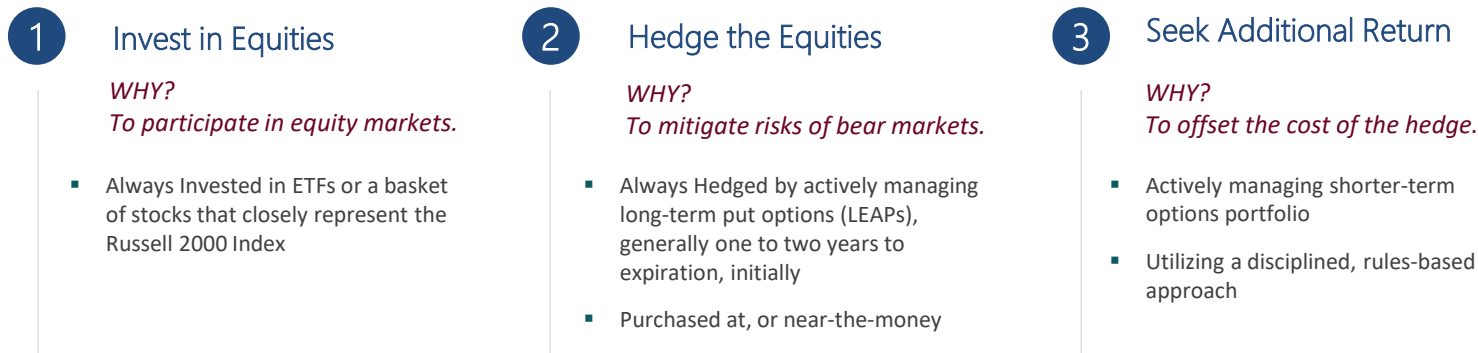 1
Invest in Equities
WHY?
To participate in equity markets.
▪ Always Invested in ETFs or a basket
of stocks that closely represent the
Russell 2000 Index
2
Hedge the Equities
WHY?
To mitigate risks of bear markets.
▪ Always Hedged by actively managing
long-term put options (LEAPs),
generally one to two years to
expiration, initially
▪ Purchased at, or near-the-money
3
Seek Additional Return
WHY?
To offset the cost of the hedge.
▪ Actively managing shorter-term
options portfolio
▪ Utilizing a disciplined, rules-based
approach